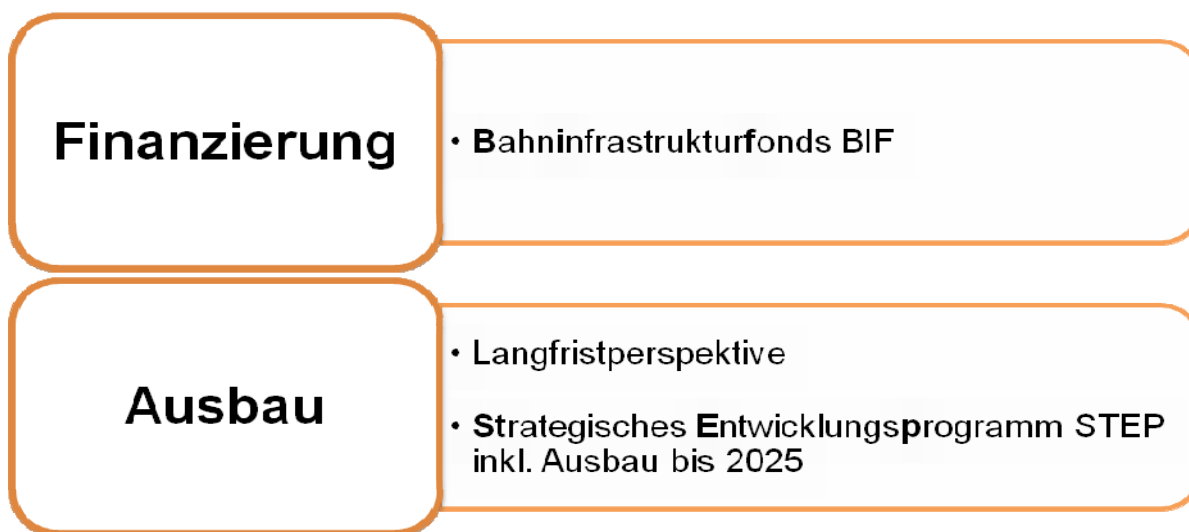 Finanzierung
• Bahninfrastrukturfonds BIF
Ausbau
• Langfristperspektive
• Strategisches Entwicklungsprogramm STEP
inkl. Ausbau bis 2025